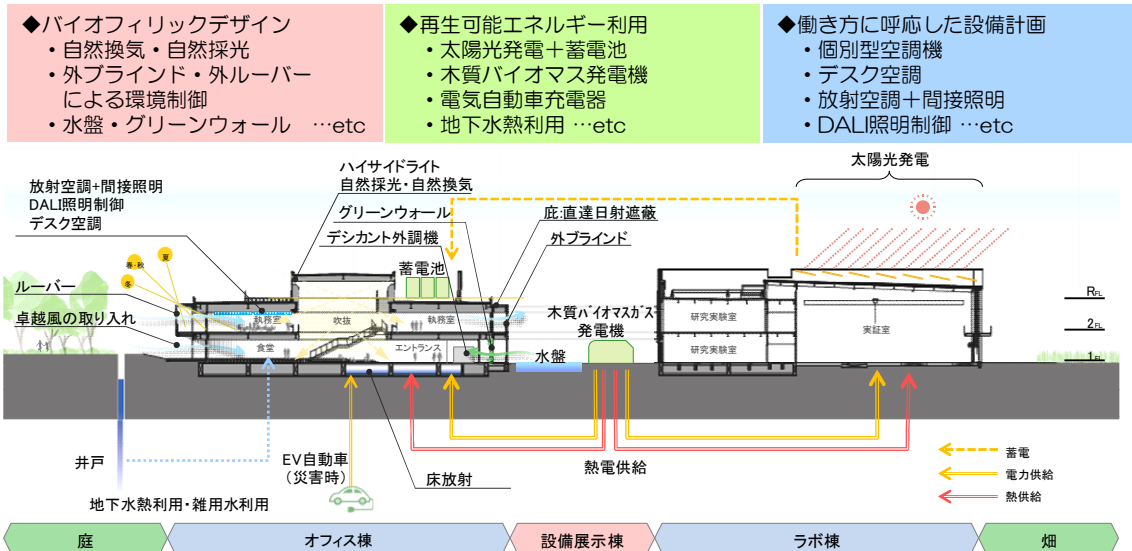 ◆バイオフィリックデザイン
・自然換気・自然採光
・外ブラインド・外ルーバー
による環境制御
・水盤・グリーンウォール …etc
◆再生可能エネルギー利用
・太陽光発電＋蓄電池
・木質バイオマス発電機
・電気自動車充電器
・地下水熱利用 …etc
◆働き方に呼応した設備計画
・個別型空調機
・デスク空調
・放射空調＋間接照明
・DALI照明制御 …etc
放射空調+間接照明
DALI照明制御
デスク空調
ハイサイドライト
自然採光・自然換気
グリーンウォール
デシカント外調機
蓄電池
庇:直達日射遮蔽
外ブラインド
太陽光発電
夏
春・秋
冬
ルーバー
卓越風の取り入れ
執務室
吹抜
執務室
食堂
エントランス
水盤
木質バイオマスガス
発電機
研究実験室
研究実験室
実証室
RFL
2FL
1FL
井戸
地下水熱利用・雑用水利用
EV自動車
（災害時）
床放射
熱電供給
蓄電
電力供給
熱供給
庭
オフィス棟
設備展示棟
ラボ棟
畑